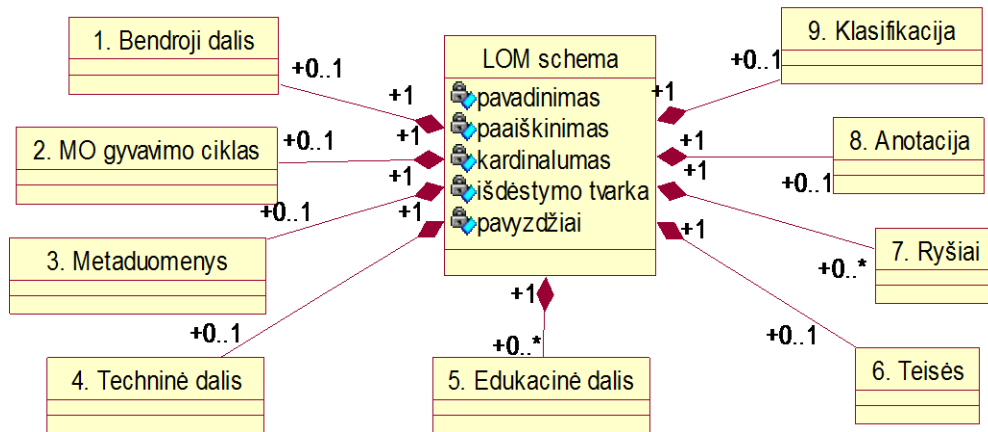 1. Bendroji dalis
+0..1
+1
2. MO gyvavimo ciklas
+0..1
+1
3. Metaduomenys
+0..1
+1
4. Techninė dalis
+0..1
+1
LOM schema
pavadinimas
paaiškinimas
kardinalumas
išdėstymo tvarka
pavyzdžiai
+1
+0..*
5. Edukacinė dalis
9. Klasifikacija
+0..1
+1
8. Anotacija
+1
+0..1
7. Ryšiai
+1
+0..*
6. Teisės
+1
+0..1